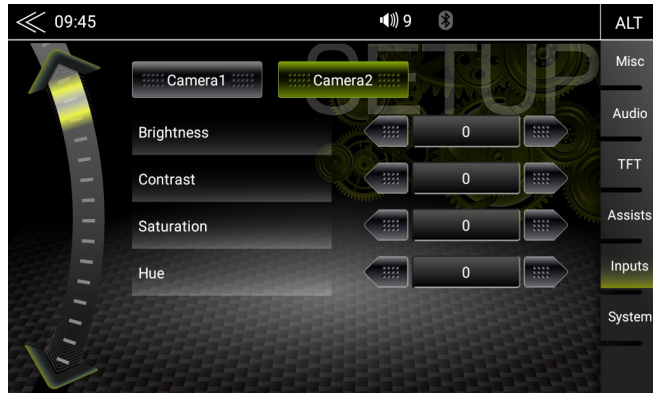 09:45
9
ALT
SETUP
Camera1
Camera2
Brightness
0
Contrast
0
Saturation
0
Hue
0
Misc
Audio
TFT
Assists
Inputs
System